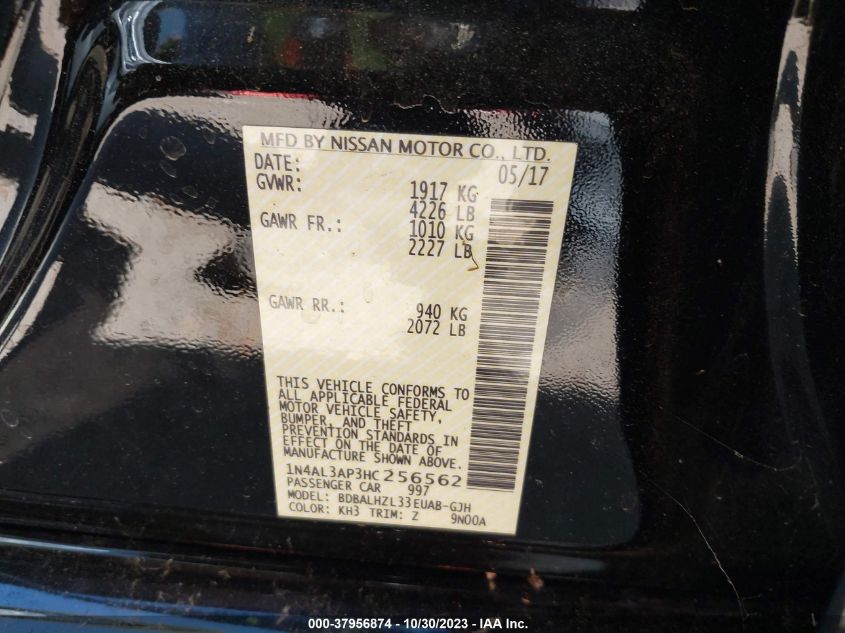 MFD BY NISSAN MOTOR CO., LTD.
DATE: 05/17
GVWR: 1917 KG
4226 LB
GAWR FR.: 1010 KG
2227 LB
GAWR RR.: 940 KG
2072 LB
THIS VEHICLE CONFORMS TO
ALL APPLICABLE FEDERAL
MOTOR VEHICLE SAFETY,
BUMPER, AND THEFT
PREVENTION STANDARDS IN
EFFECT ON THE DATE OF
MANUFACTURE SHOWN ABOVE.
1N4AL3AP3HC256562
PASSENGER CAR 997
MODEL: BDBALHZL33EUAB-GJH
COLOR: KH3 TRIM: Z 9N00A
000-37956874 / 10/30/2023 - IAA Inc.